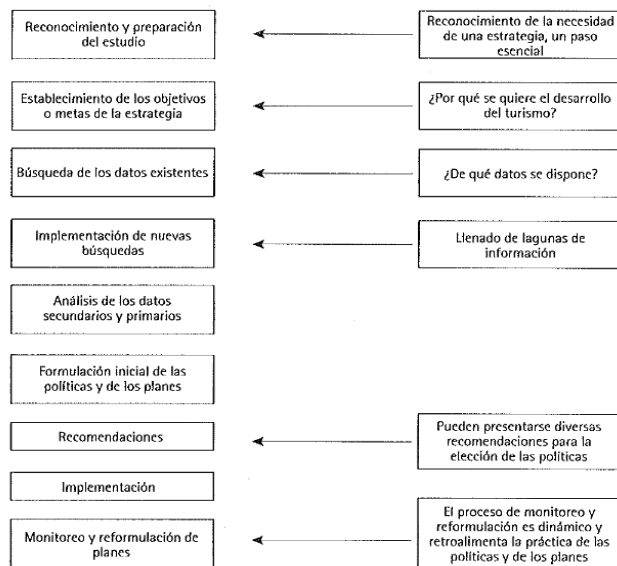 Reconocimiento y preparación
del estudio
Reconocimiento de la necesidad
de una estrategia, un paso
esencial
Establecimiento de los objetivos
o metas de la estrategia
¿Por qué se quiere el desarrollo
del turismo?
Búsqueda de los datos existentes
¿De qué datos se dispone?
Implementación de nuevas
búsquedas
Llenado de lagunas de
información
Análisis de los datos
secundarios y primarios
Formulación inicial de las
políticas y de los planes
Recomendaciones
Pueden presentarse diversas
recomendaciones para la
elección de las políticas
Implementación
Monitoreo y reformulación de
planes
El proceso de monitoreo y
reformulación es dinámico y
retroalimenta la práctica de las
políticas y de los planes